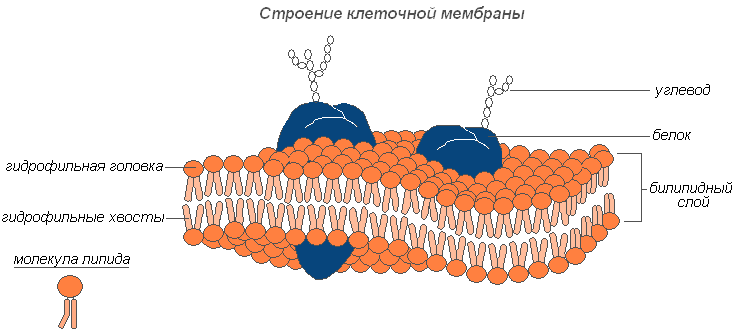 Строение клеточной мембраны
углевод
белок
гидрофильная головка
билипидный
слой
гидрофильные хвосты
молекула липида